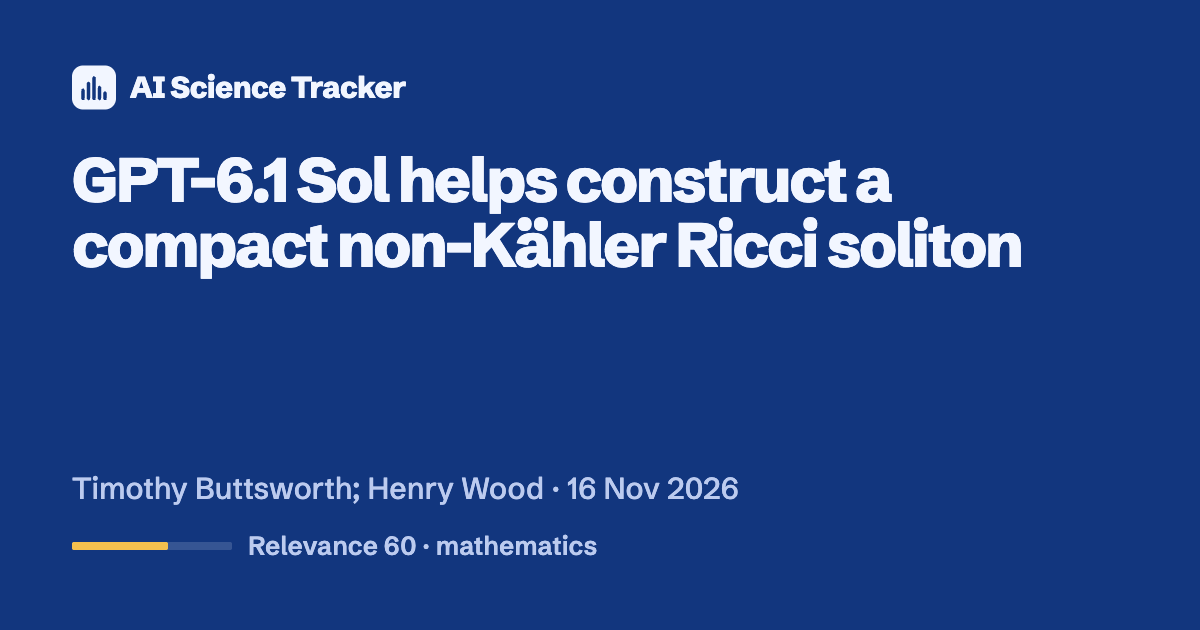 AI Science Tracker
GPT-6.1 Sol helps construct a
compact non-Kähler Ricci soliton
Timothy Buttsworth; Henry Wood · 16 Nov 2026
Relevance 60 · mathematics